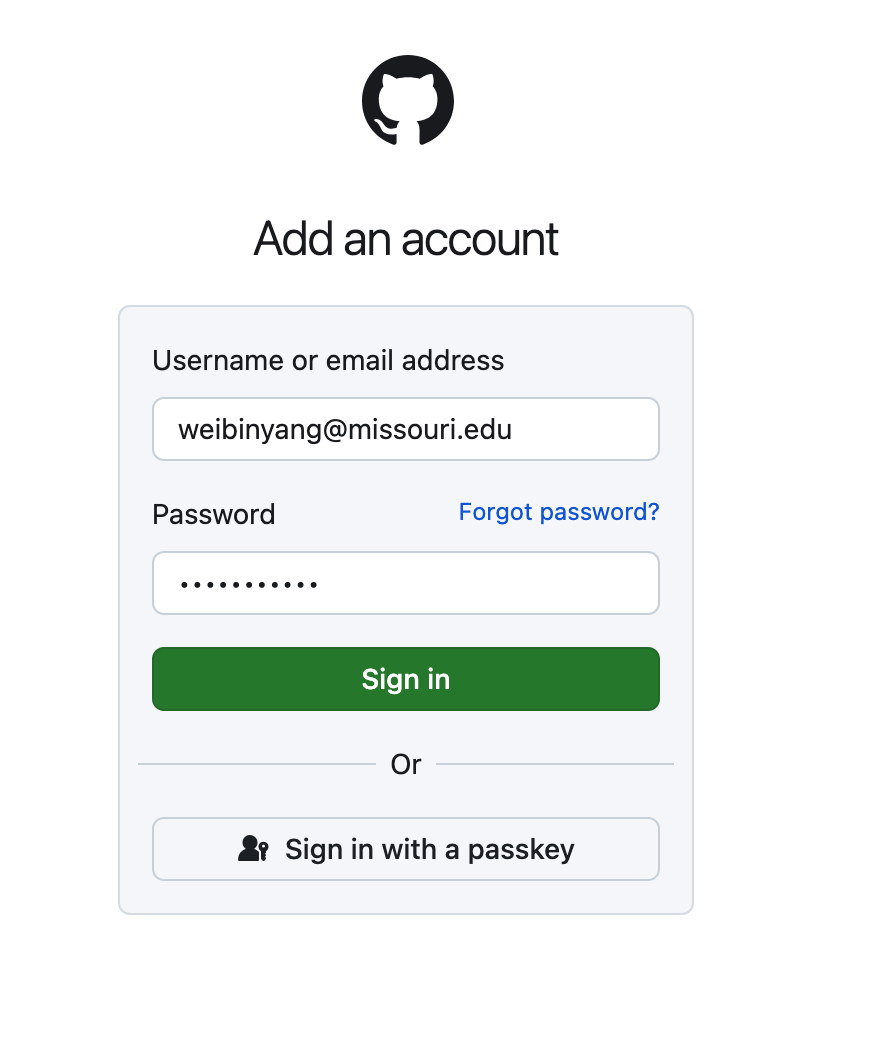 Add an account
Username or email address
weibinyang@missouri.edu
Password Forgot password?
•••••••••••
Sign in
Or
Sign in with a passkey